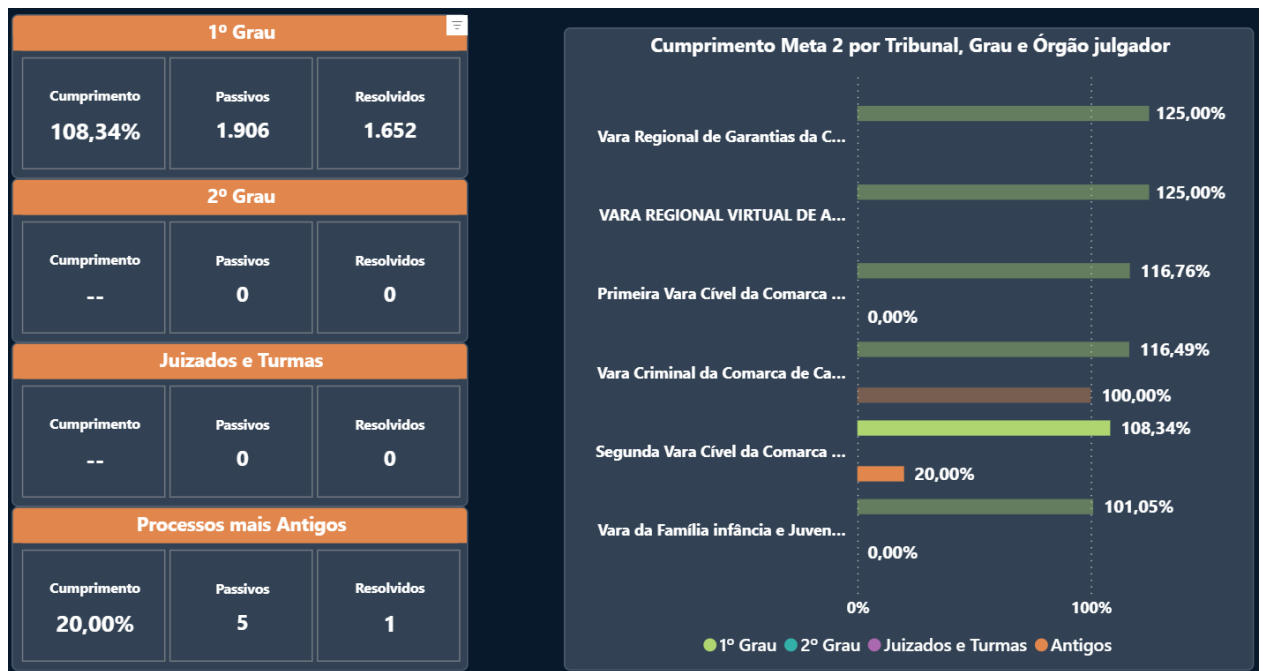 1º Grau
Cumprimento Passivos Resolvidos
108,34% 1.906 1.652
2º Grau
Cumprimento Passivos Resolvidos
-- 0 0
Juizados e Turmas
Cumprimento Passivos Resolvidos
-- 0 0
Processos mais Antigos
Cumprimento Passivos Resolvidos
20,00% 5 1
Cumprimento Meta 2 por Tribunal, Grau e Órgão julgador
125,00%
Vara Regional de Garantias da C...
125,00%
VARA REGIONAL VIRTUAL DE A...
116,76%
Primeira Vara Cível da Comarca ...
0,00%
116,49%
Vara Criminal da Comarca de Ca...
100,00%
108,34%
Segunda Vara Cível da Comarca ...
20,00%
101,05%
Vara da Família infância e Juven...
0,00%
0% 100%
1º Grau 2º Grau Juizados e Turmas Antigos